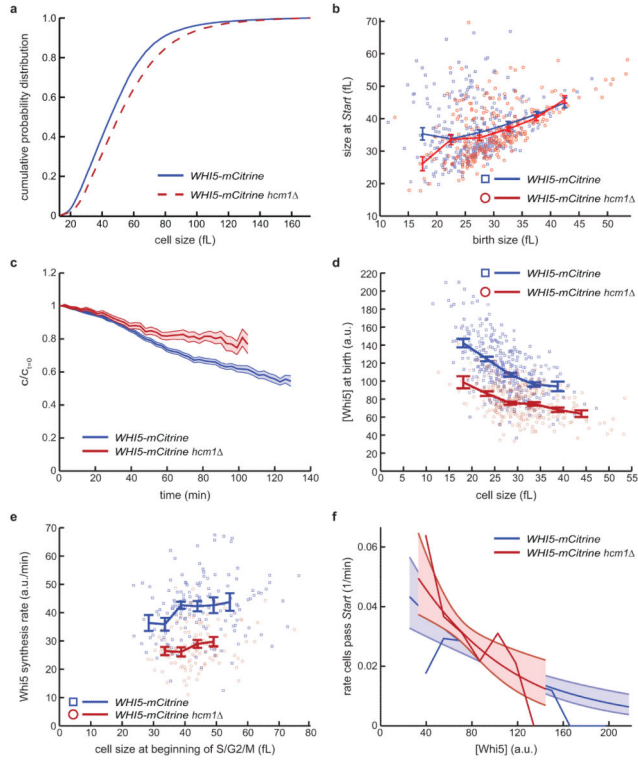 a
cumulative probability distribution
1.0
0.8
0.6
0.4
0.2
0
WHI5-mCitrine
WHI5-mCitrine hcm1Δ
20 40 60 80 100 120 140 160
cell size (fL)
b
size at Start (fL)
70
60
50
40
30
20
10
WHI5-mCitrine
WHI5-mCitrine hcm1Δ
10 15 20 25 30 35 40 45 50
birth size (fL)
c
c/c t=0
1.2
1
0.8
0.6
0.4
0.2
0
WHI5-mCitrine
WHI5-mCitrine hcm1Δ
0 20 40 60 80 100 120 140
time (min)
d
[Whi5] at birth (a.u.)
220
200
180
160
140
120
100
80
60
40
20
0
WHI5-mCitrine
WHI5-mCitrine hcm1Δ
0 5 10 15 20 25 30 35 40 45 50 55
cell size (fL)
e
Whi5 synthesis rate (a.u./min)
70
60
50
40
30
20
10
0
WHI5-mCitrine
WHI5-mCitrine hcm1Δ
10 20 30 40 50 60 70 80
cell size at beginning of S/G2/M (fL)
f
rate cells pass Start (1/min)
0.06
0.04
0.02
0
WHI5-mCitrine
WHI5-mCitrine hcm1Δ
0 40 80 120 160 200
[Whi5] (a.u.)